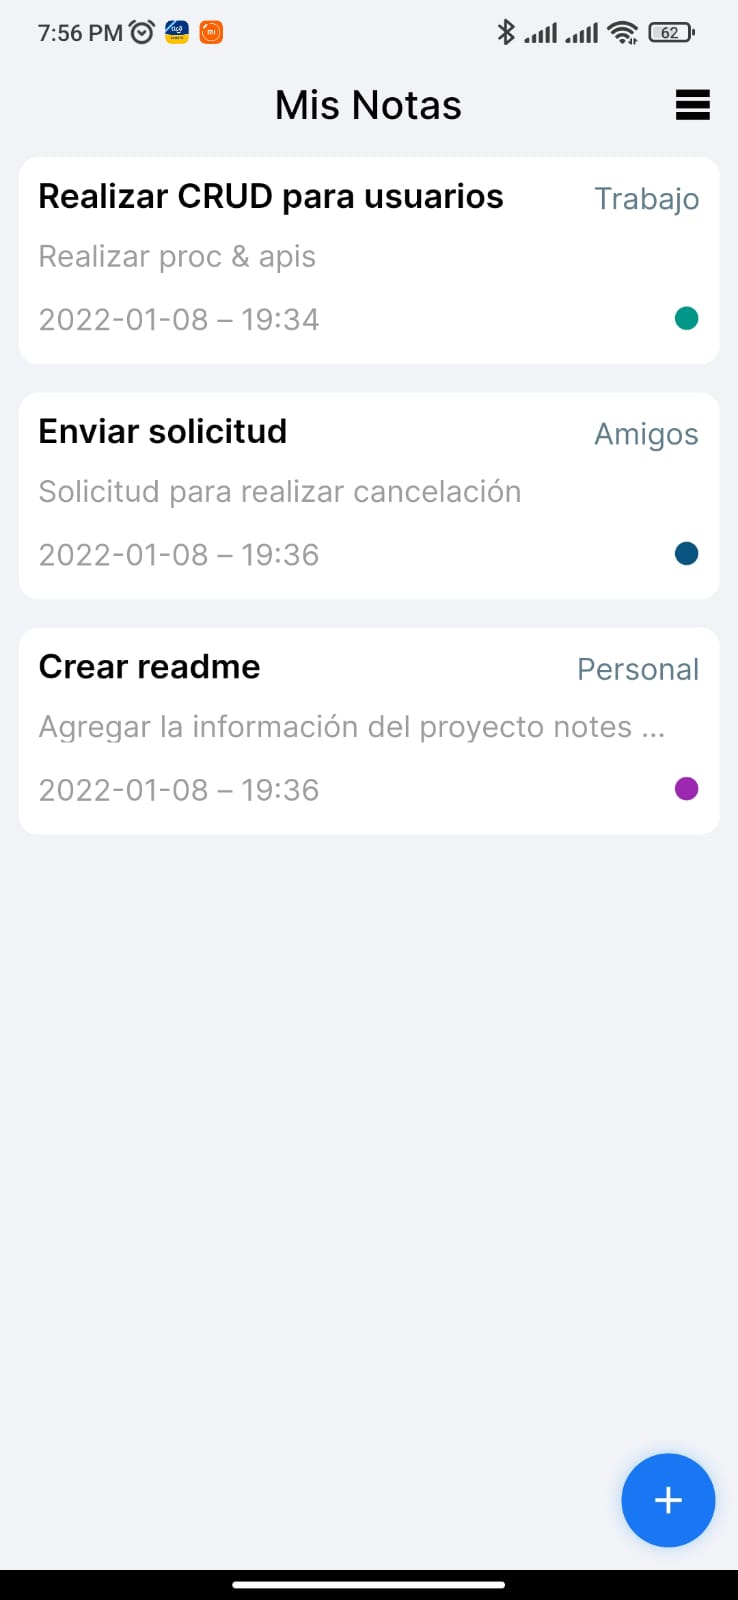 7:56 PM
62
Mis Notas
Realizar CRUD para usuarios Trabajo
Realizar proc & apis
2022-01-08 – 19:34
Enviar solicitud Amigos
Solicitud para realizar cancelación
2022-01-08 – 19:36
Crear readme Personal
Agregar la información del proyecto notes ...
2022-01-08 – 19:36
+